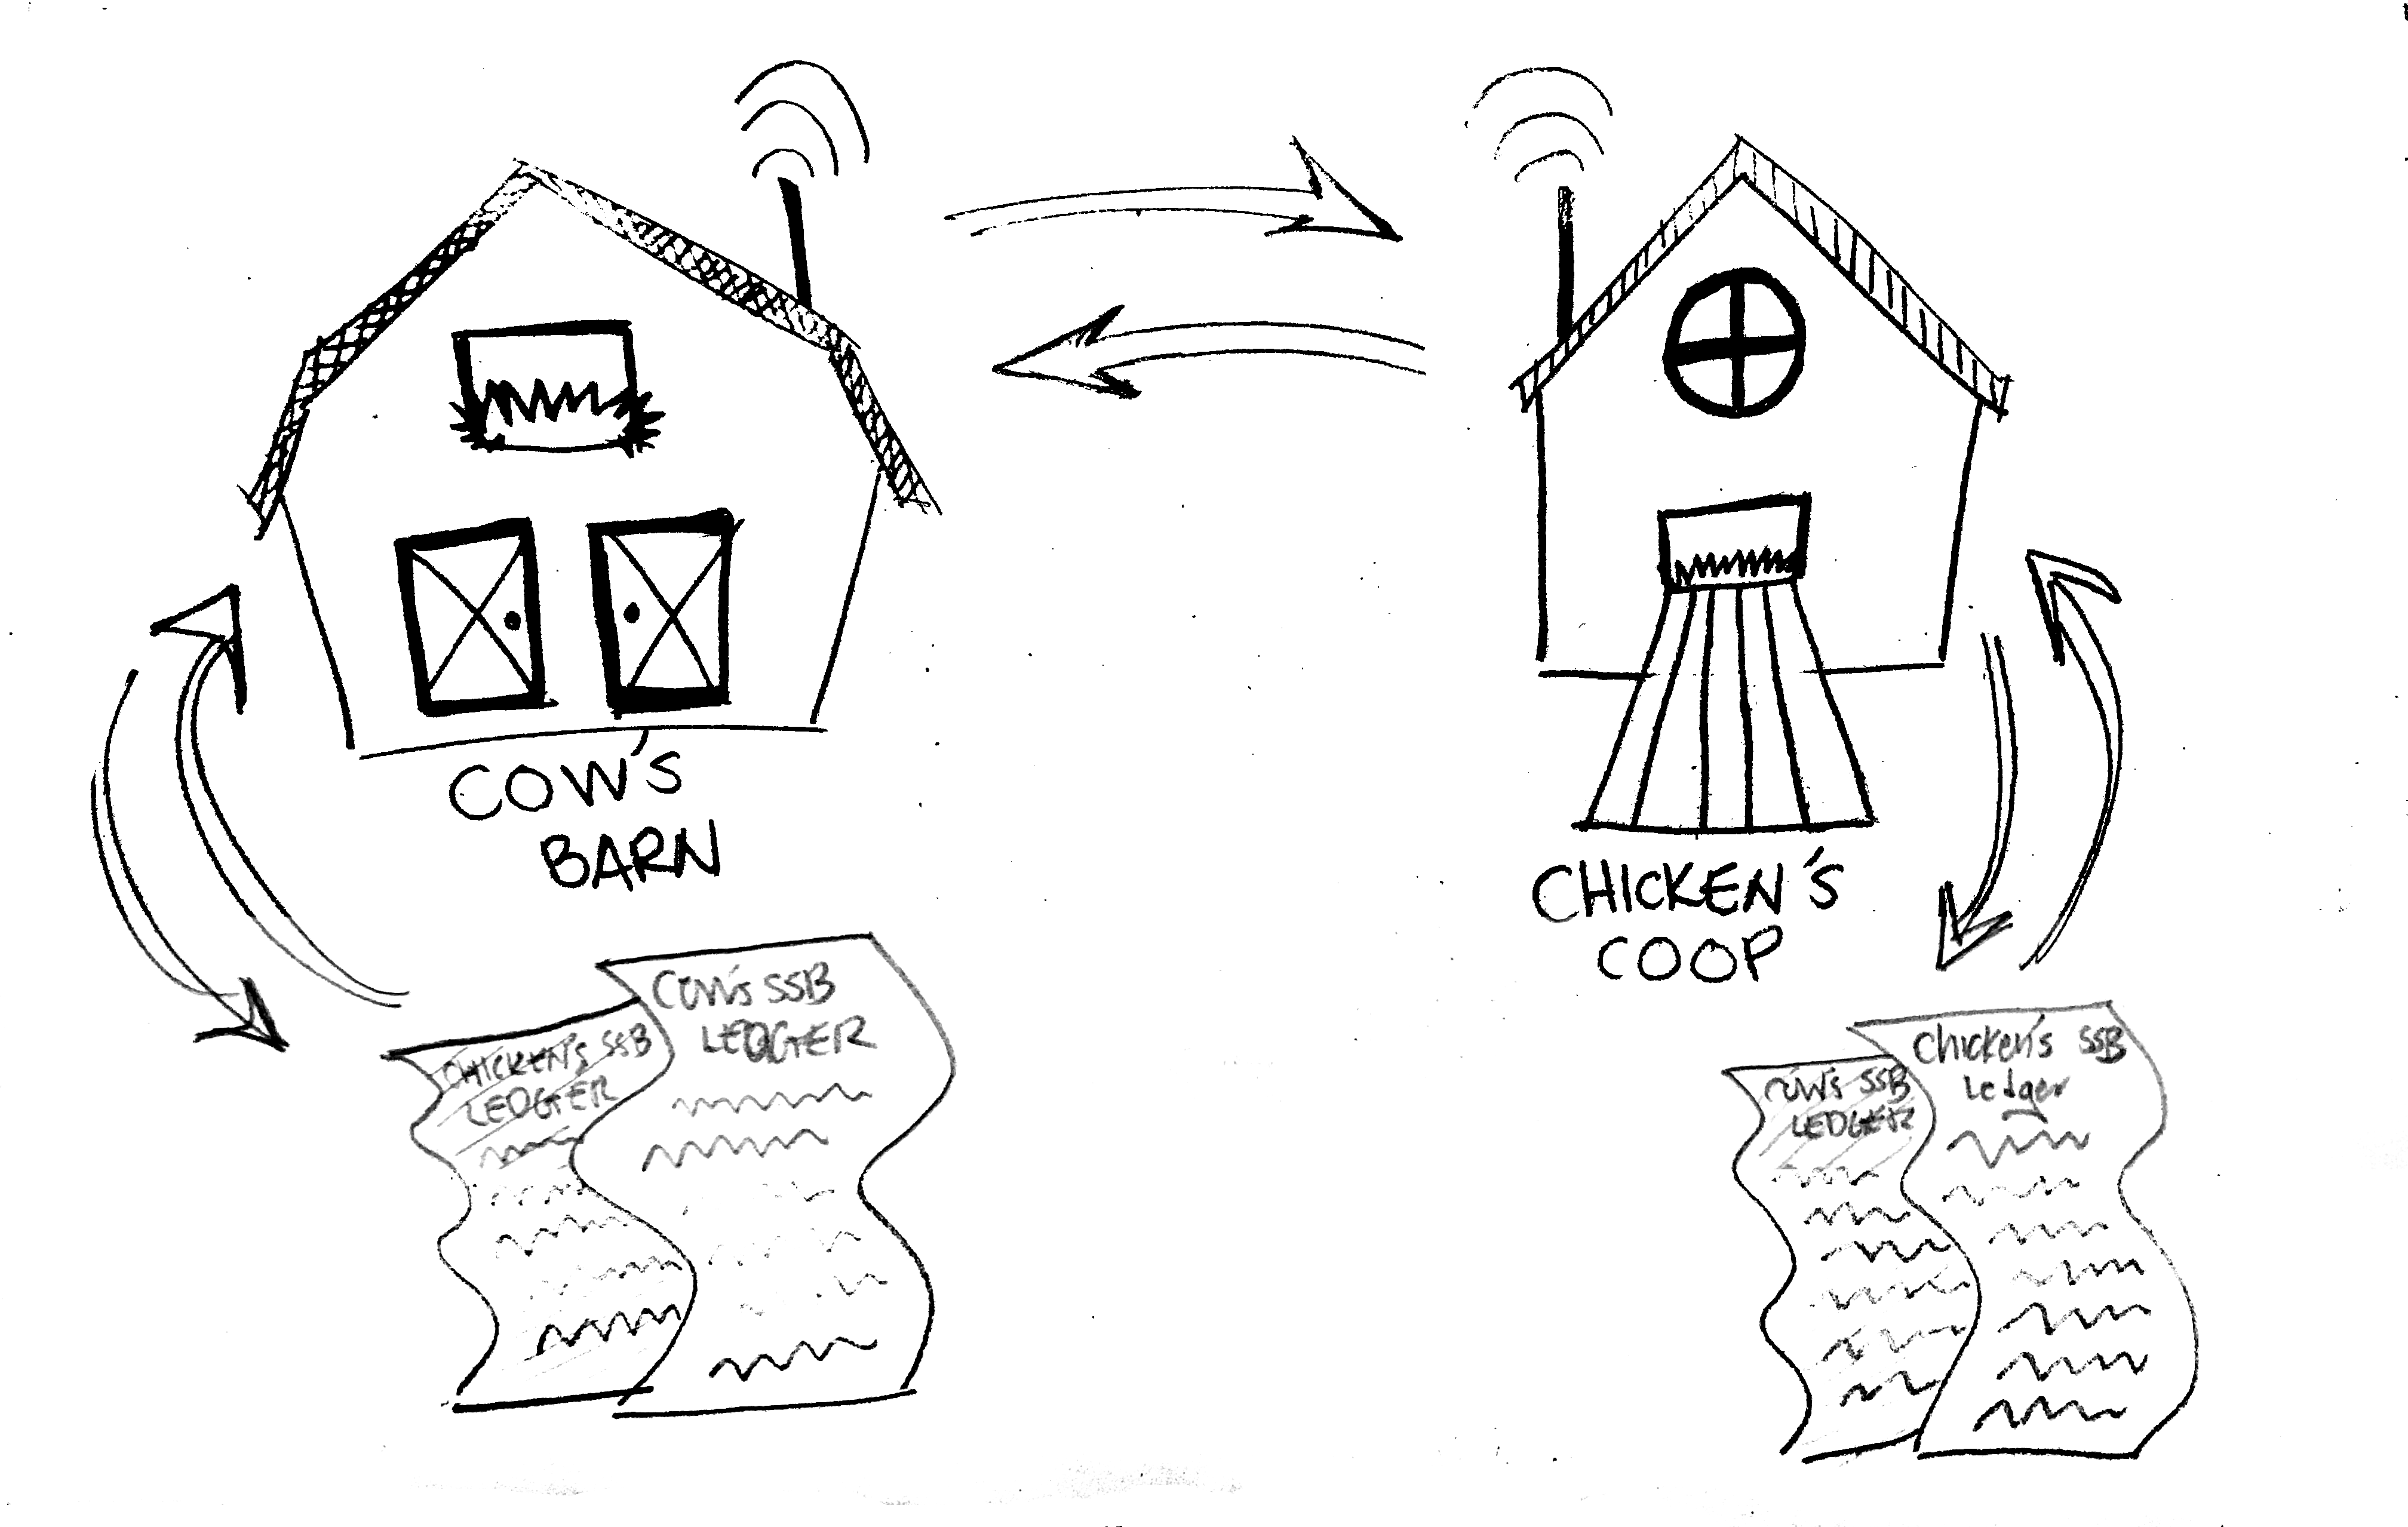 COW'S
BARN
CHICKEN'S
COOP
COW'S SSB
LEDGER
CHICKEN'S SSB
LEDGER
Chicken's SSB
Ledger
COW'S SSB
LEDGER